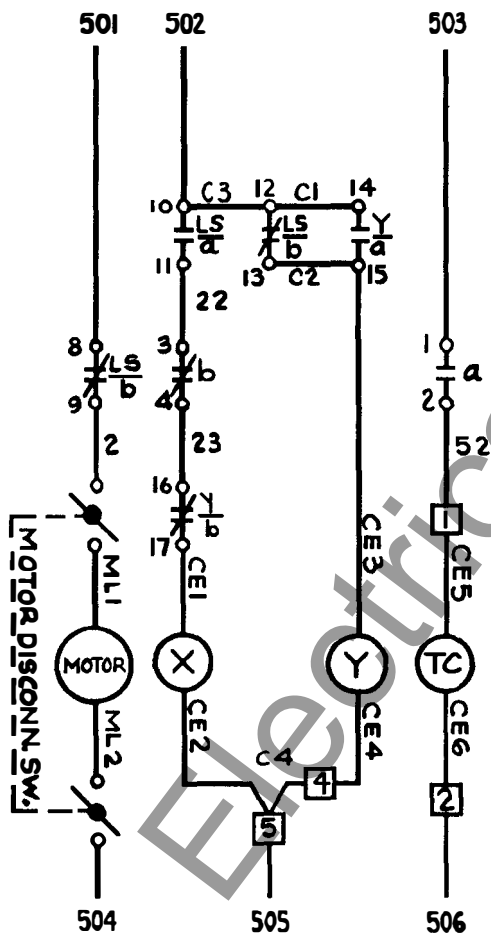 501 502 503
10 C3 12 C1 14
LS/a LS/b Y/a
11 13 C2 15
22
8 3 1
LS/b b a
9 4 2
2 23 52
16
Y/b
17
1
ML1 CE1 CE3 CE5
MOTOR DISCONN. SW.
MOTOR X Y TC
ML2 CE2 CE4 CE6
C4
4 2
5
504 505 506
Electric